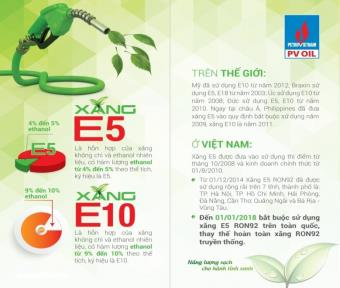 XĂNG
E5
4% đến 5%
ethanol
E5
Là hỗn hợp của xăng
không chì và ethanol nhiên
liệu, có hàm lượng ethanol
từ 4% đến 5% theo thể tích,
ký hiệu là E5.
XĂNG
E10
9% đến 10%
ethanol
Là hỗn hợp của xăng
không chì và ethanol nhiên
liệu, có hàm lượng ethanol
từ 9% đến 10% theo thể
tích, ký hiệu là E10.
PETROVIETNAM
PV OIL
TRÊN THẾ GIỚI:
Mỹ đã sử dụng E10 từ năm 2012, Braxin sử
dụng E5, E18 từ năm 2003; Úc sử dụng E10 từ
năm 2008; Đức sử dụng E5, E10 từ năm
2010. Ngay tại châu Á, Philippines đã đưa
xăng E5 vào quy định bắt buộc sử dụng năm
2009, xăng E10 là năm 2011.
Ở VIỆT NAM:
Xăng E5 được đưa vào sử dụng thí điểm từ
tháng 10/2008 và kinh doanh chính thức từ
01/8/2010.
Từ 01/12/2014 Xăng E5 RON92 đã được
sử dụng rộng rãi trên 7 tỉnh, thành phố là
TP. Hà Nội, TP. Hồ Chí Minh, Hải Phòng,
Đà Nẵng, Cần Thơ, Quảng Ngãi và Bà Rịa -
Vũng Tàu.
Đến 01/01/2018 bắt buộc sử dụng
xăng E5 RON92 trên toàn quốc,
thay thế hoàn toàn xăng RON92
truyền thống.
Năng lượng sạch
cho hành tinh xanh